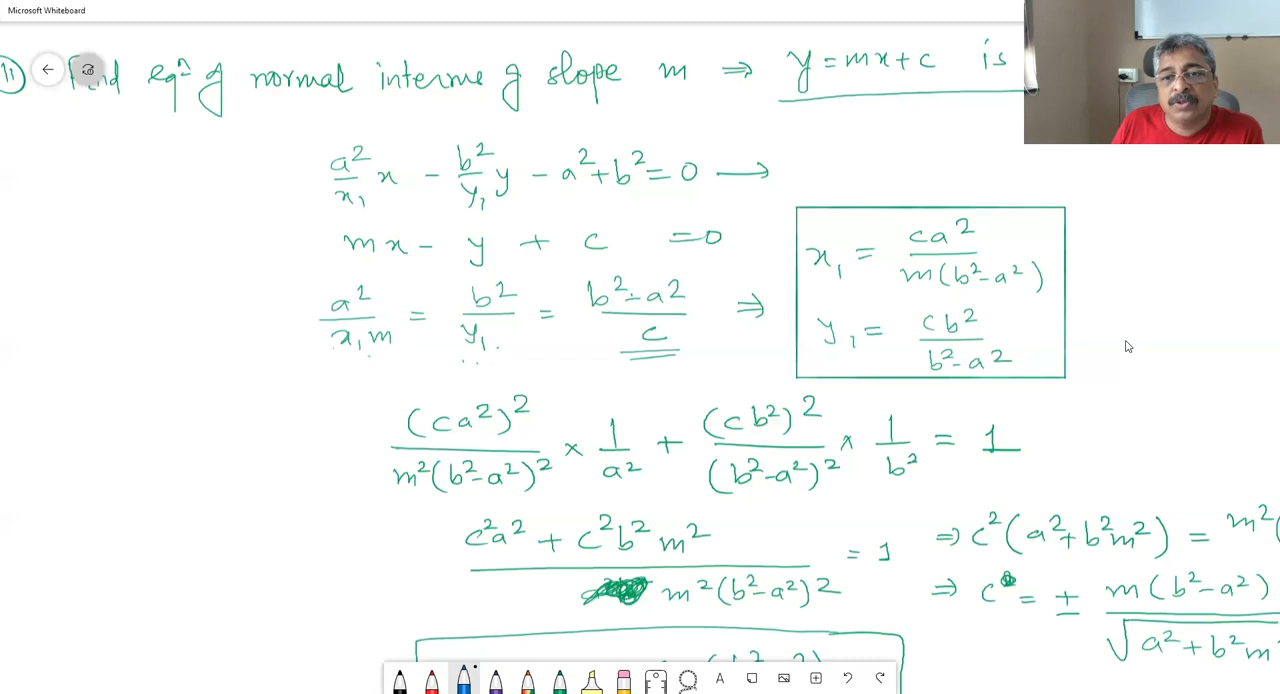 Microsoft Whiteboard
11) Find eqⁿ of normal interms of slope m ⇒ y = mx + c is
a²/x₁ x - b²/y₁ y - a² + b² = 0 →
mx - y + c = 0
a²/(x₁m) = b²/y₁ = (b² - a²)/c ⇒
x₁ = ca²/(m(b² - a²))
y₁ = cb²/(b² - a²)
(ca²)²/(m²(b² - a²)²) × 1/a² + (cb²)²/(b² - a²)² × 1/b² = 1
(c²a² + c²b²m²)/(m²(b² - a²)²) = 1
⇒ c²(a² + b²m²) = m²(
⇒ c = ± m(b² - a²)/√(a² + b²m
A